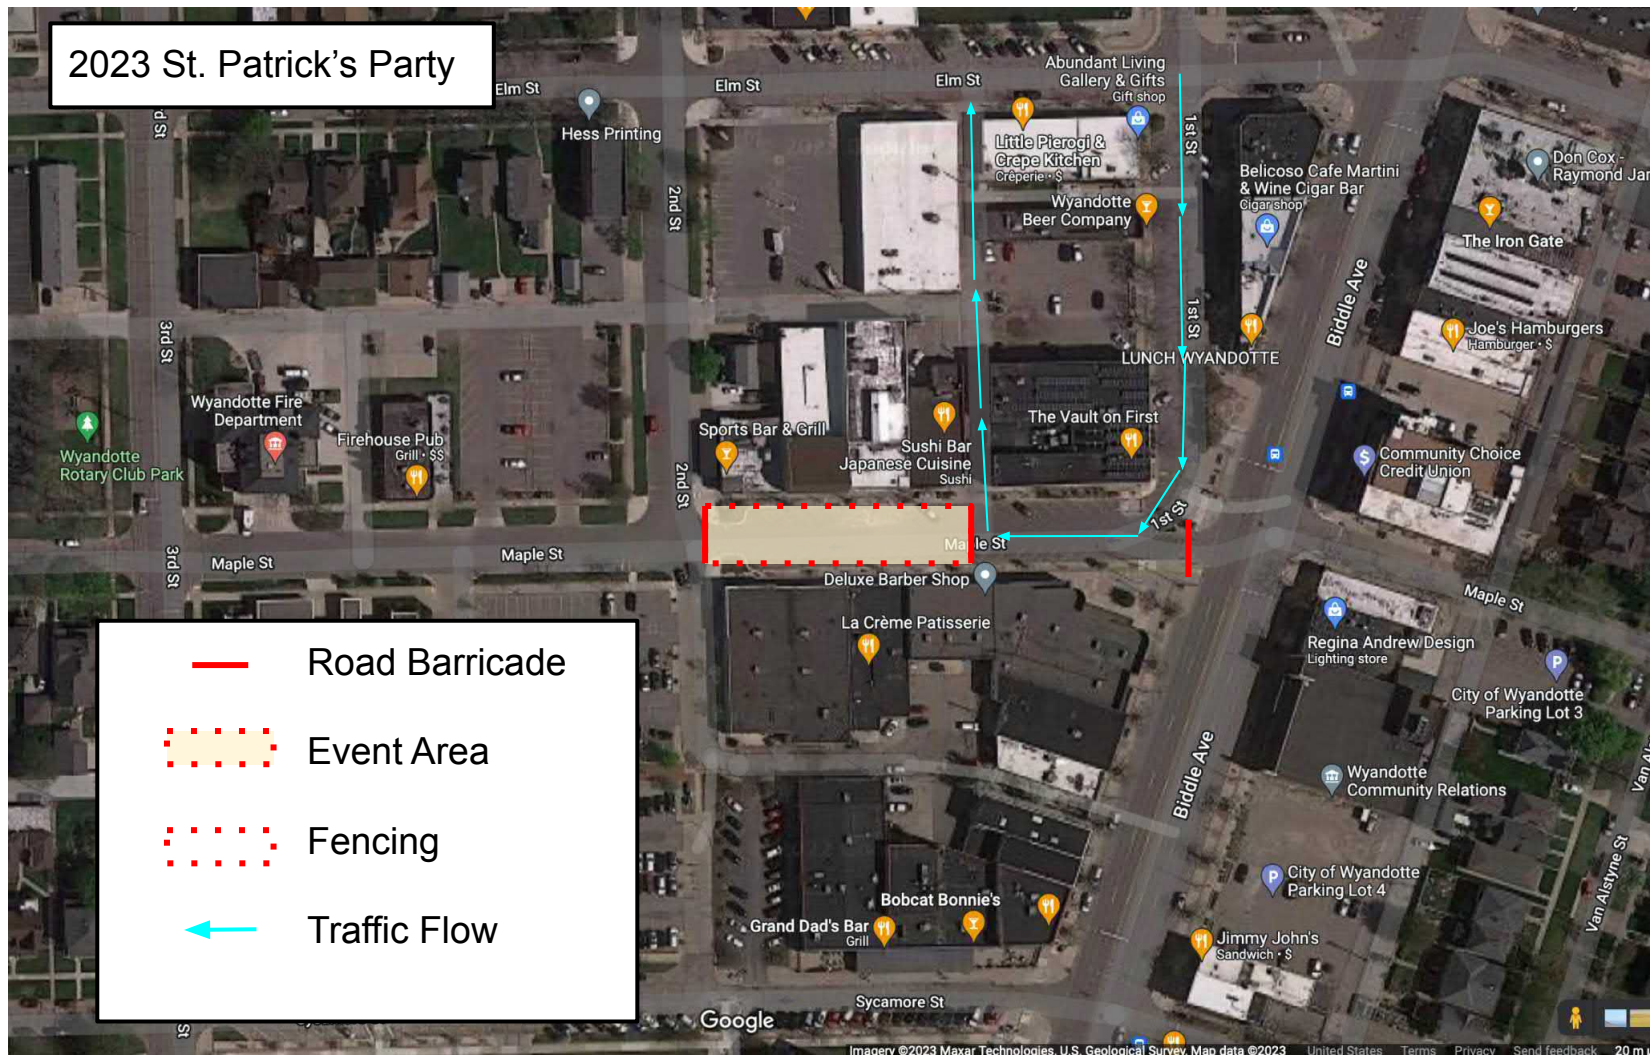 2023 St. Patrick's Party
Elm St
Elm St
Elm St
Abundant Living
Gallery & Gifts
Gift shop
Hess Printing
Little Pierogi &
Crepe Kitchen
Crêperie • $
1st St
Wyandotte
Beer Company
Belicoso Cafe Martini
& Wine Cigar Bar
Cigar shop
Don Cox -
Raymond Jar
The Iron Gate
3rd St
2nd St
1st St
Biddle Ave
Joe's Hamburgers
Hamburger • $
LUNCH WYANDOTTE
Wyandotte Fire
Department
Firehouse Pub
Grill • $$
Wyandotte
Rotary Club Park
Sports Bar & Grill
Sushi Bar
Japanese Cuisine
Sushi
The Vault on First
Community Choice
Credit Union
2nd St
1st St
3rd St
Maple St
Maple St
Maple St
Maple St
Deluxe Barber Shop
La Crème Patisserie
Regina Andrew Design
Lighting store
City of Wyandotte
Parking Lot 3
Road Barricade
Event Area
Fencing
Traffic Flow
Biddle Ave
Wyandotte
Community Relations
City of Wyandotte
Parking Lot 4
Van Alstyne St
Bobcat Bonnie's
Grand Dad's Bar
Grill
Jimmy John's
Sandwich • $
Sycamore St
Google
Imagery ©2023 Maxar Technologies, U.S. Geological Survey, Map data ©2023
United States
Terms
Privacy
Send feedback
20 m